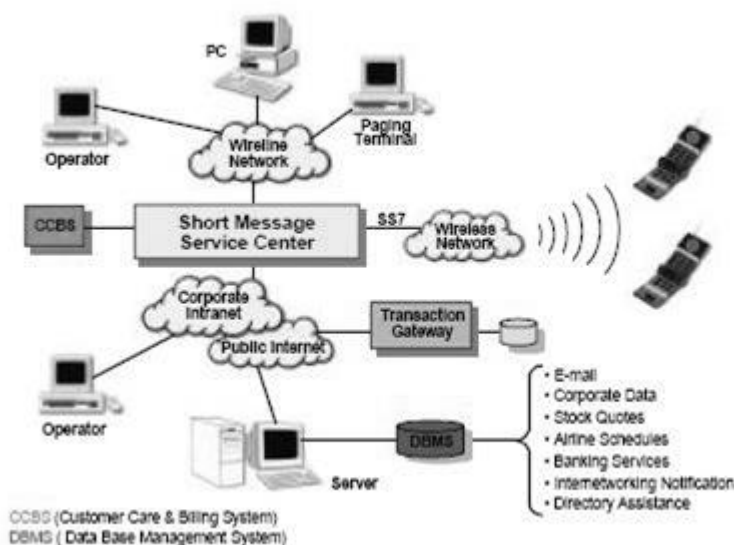 PC
Operator
Wireline
Network
Paging
Terminal
CCBS
Short Message
Service Center
SS7
Wireless
Network
Corporate
Intranet
Public Internet
Transaction
Gateway
Operator
Server
DBMS
• E-mail
• Corporate Data
• Stock Quotes
• Airline Schedules
• Banking Services
• Internetworking Notification
• Directory Assistance
CCBS (Customer Care & Billing System)
DBMS ( Data Base Management System)